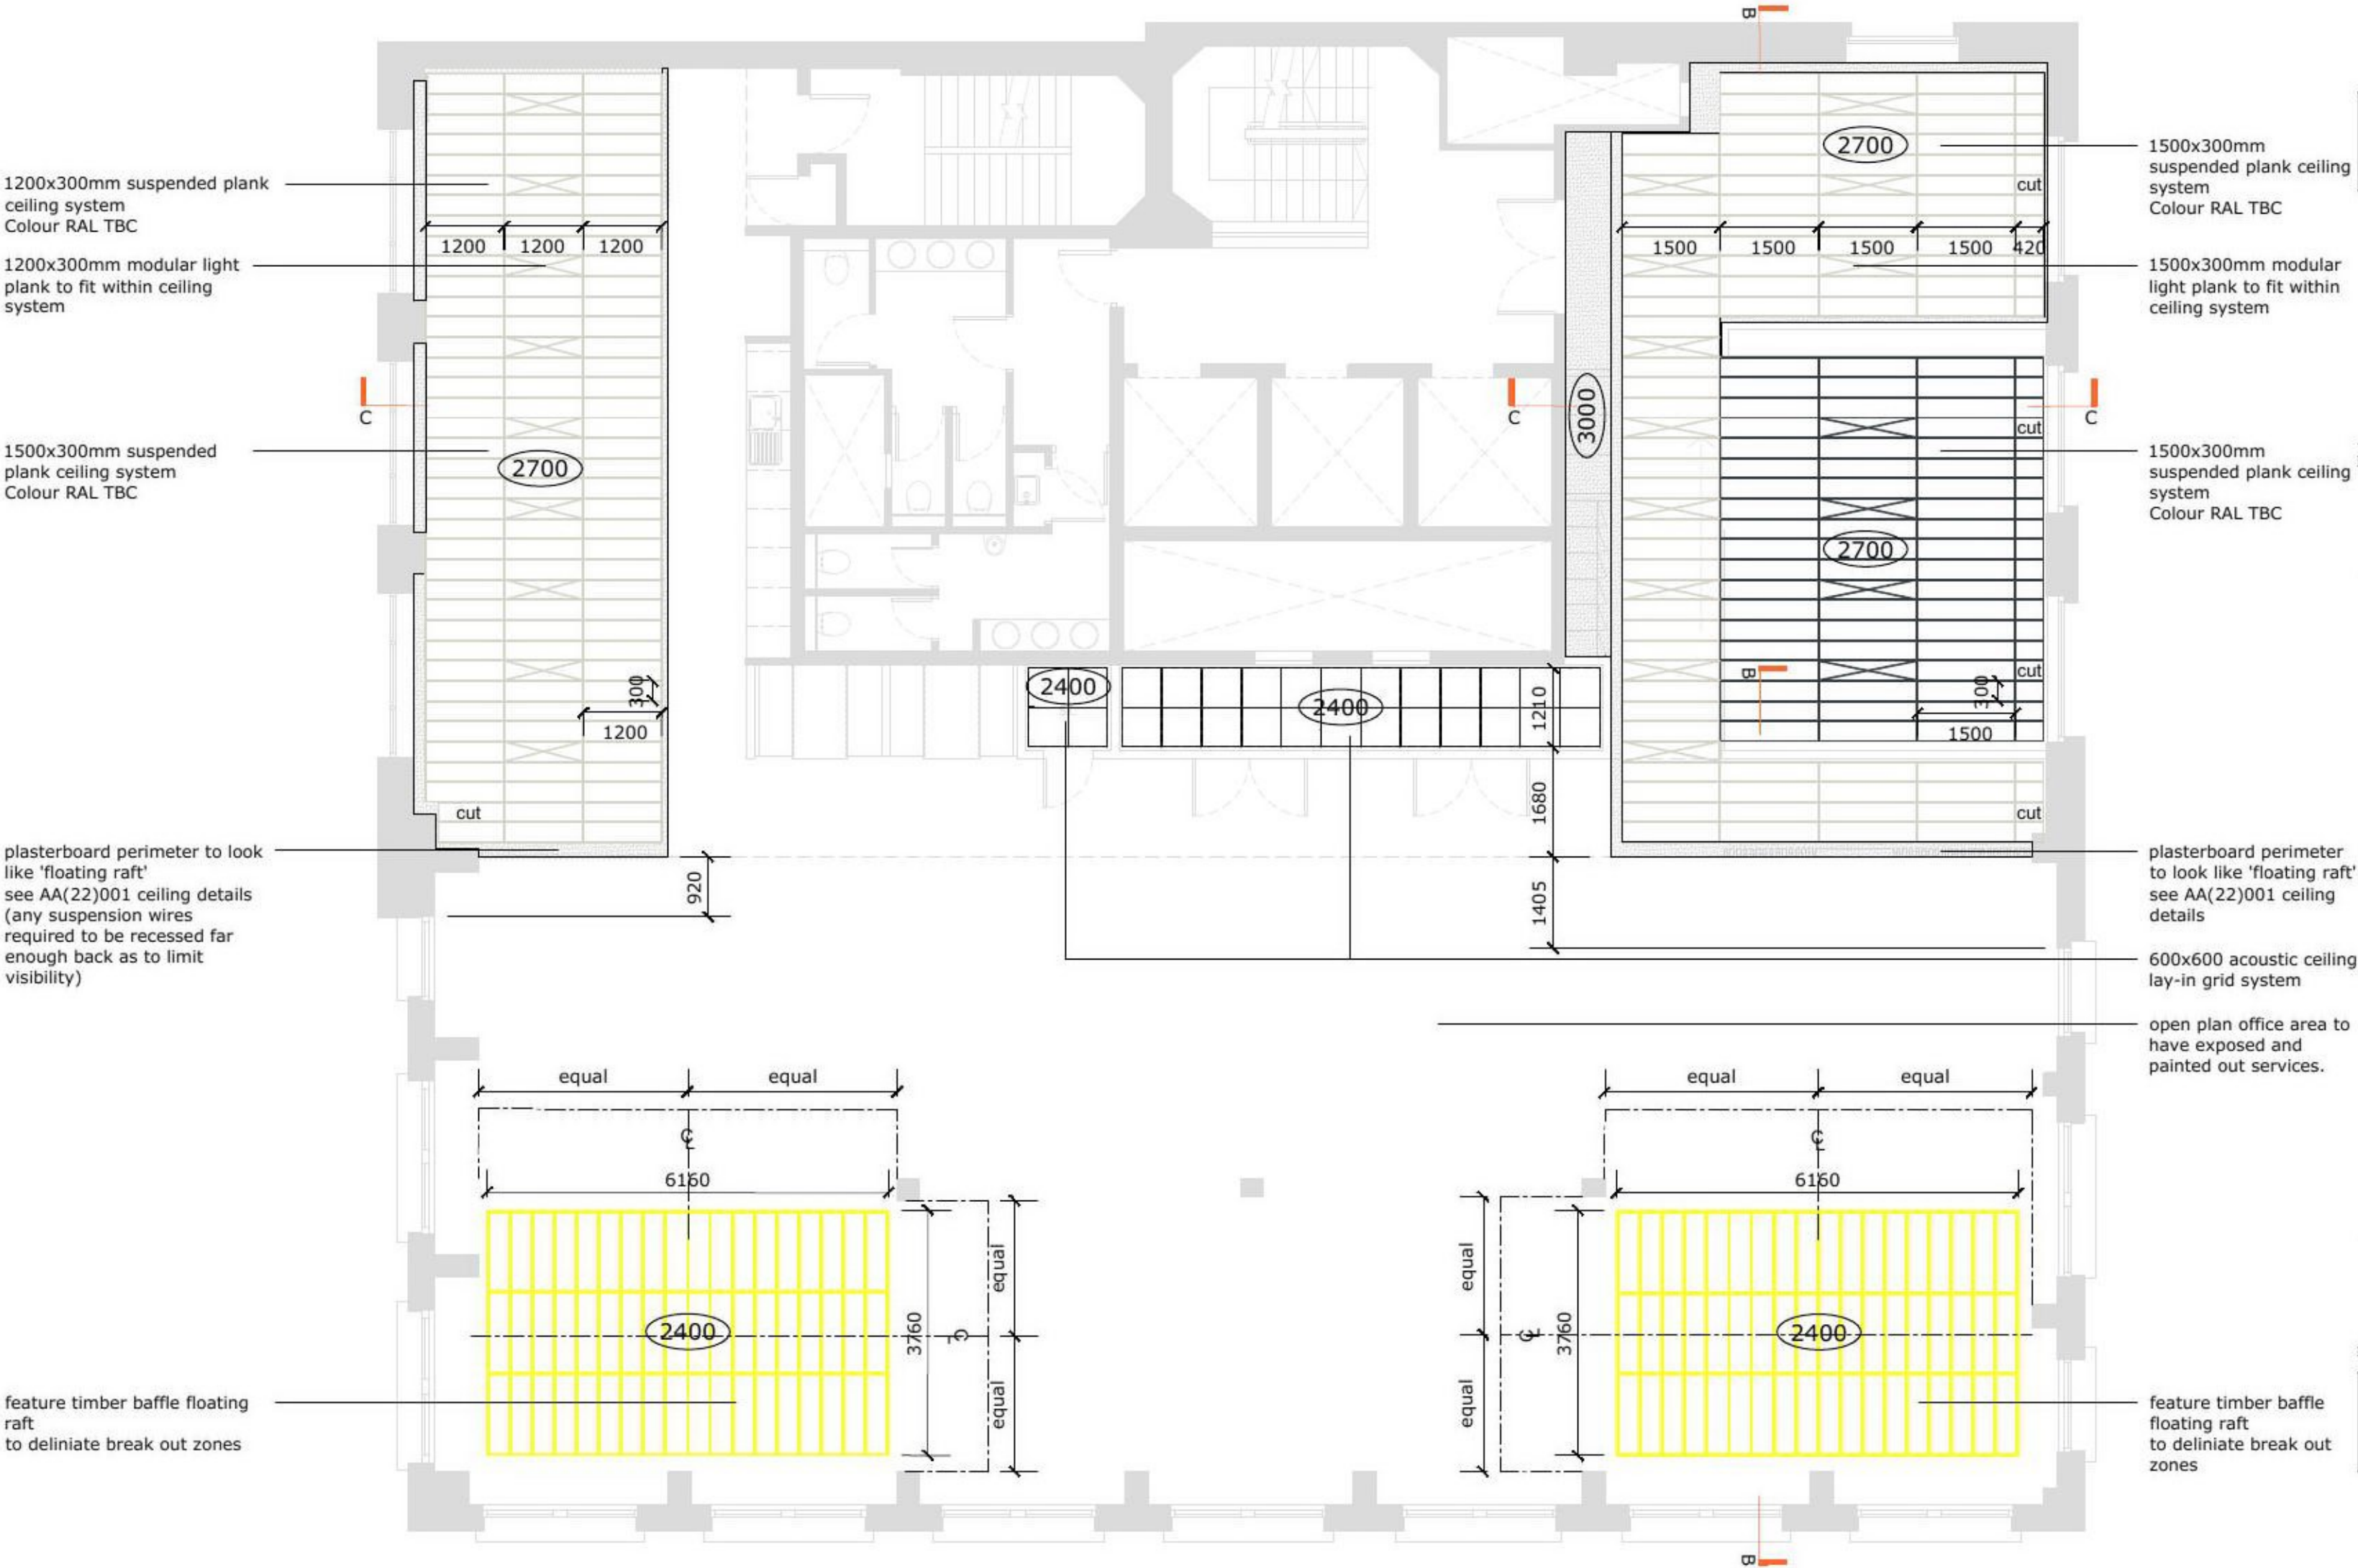 B
1200x300mm suspended plank
ceiling system
Colour RAL TBC
1200x300mm modular light
plank to fit within ceiling
system
1500x300mm suspended
plank ceiling system
Colour RAL TBC
plasterboard perimeter to look
like 'floating raft'
see AA(22)001 ceiling details
(any suspension wires
required to be recessed far
enough back as to limit
visibility)
feature timber baffle floating
raft
to deliniate break out zones
1200 1200 1200
C
2700
300
1200
cut
920
2400
2400
1210
1680
1405
3000
C
2700
cut
1500 1500 1500 1500 420
cut
C
2700
B
cut
300
1500
cut
equal equal
CL
6160
2400
3760
CL
equal
equal
equal equal
CL
6160
equal
equal
CL
3760
2400
B
1500x300mm
suspended plank ceiling
system
Colour RAL TBC
1500x300mm modular
light plank to fit within
ceiling system
1500x300mm
suspended plank ceiling
system
Colour RAL TBC
plasterboard perimeter
to look like 'floating raft'
see AA(22)001 ceiling
details
600x600 acoustic ceiling
lay-in grid system
open plan office area to
have exposed and
painted out services.
feature timber baffle
floating raft
to deliniate break out
zones